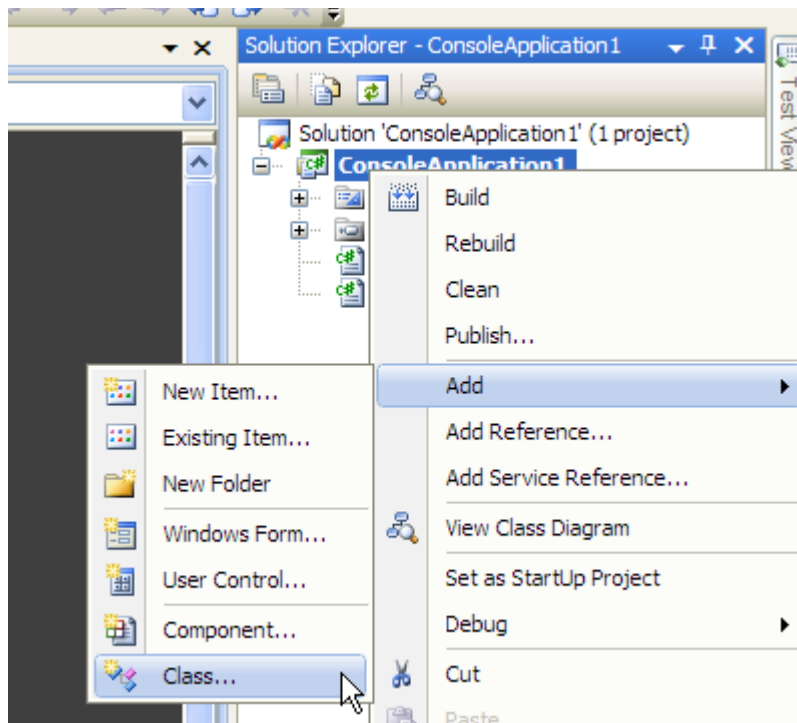 Solution Explorer - ConsoleApplication1
Test View
Solution 'ConsoleApplication1' (1 project)
ConsoleApplication1
Build
Rebuild
Clean
Publish...
Add
Add Reference...
Add Service Reference...
View Class Diagram
Set as StartUp Project
Debug
Cut
Paste
New Item...
Existing Item...
New Folder
Windows Form...
User Control...
Component...
Class...